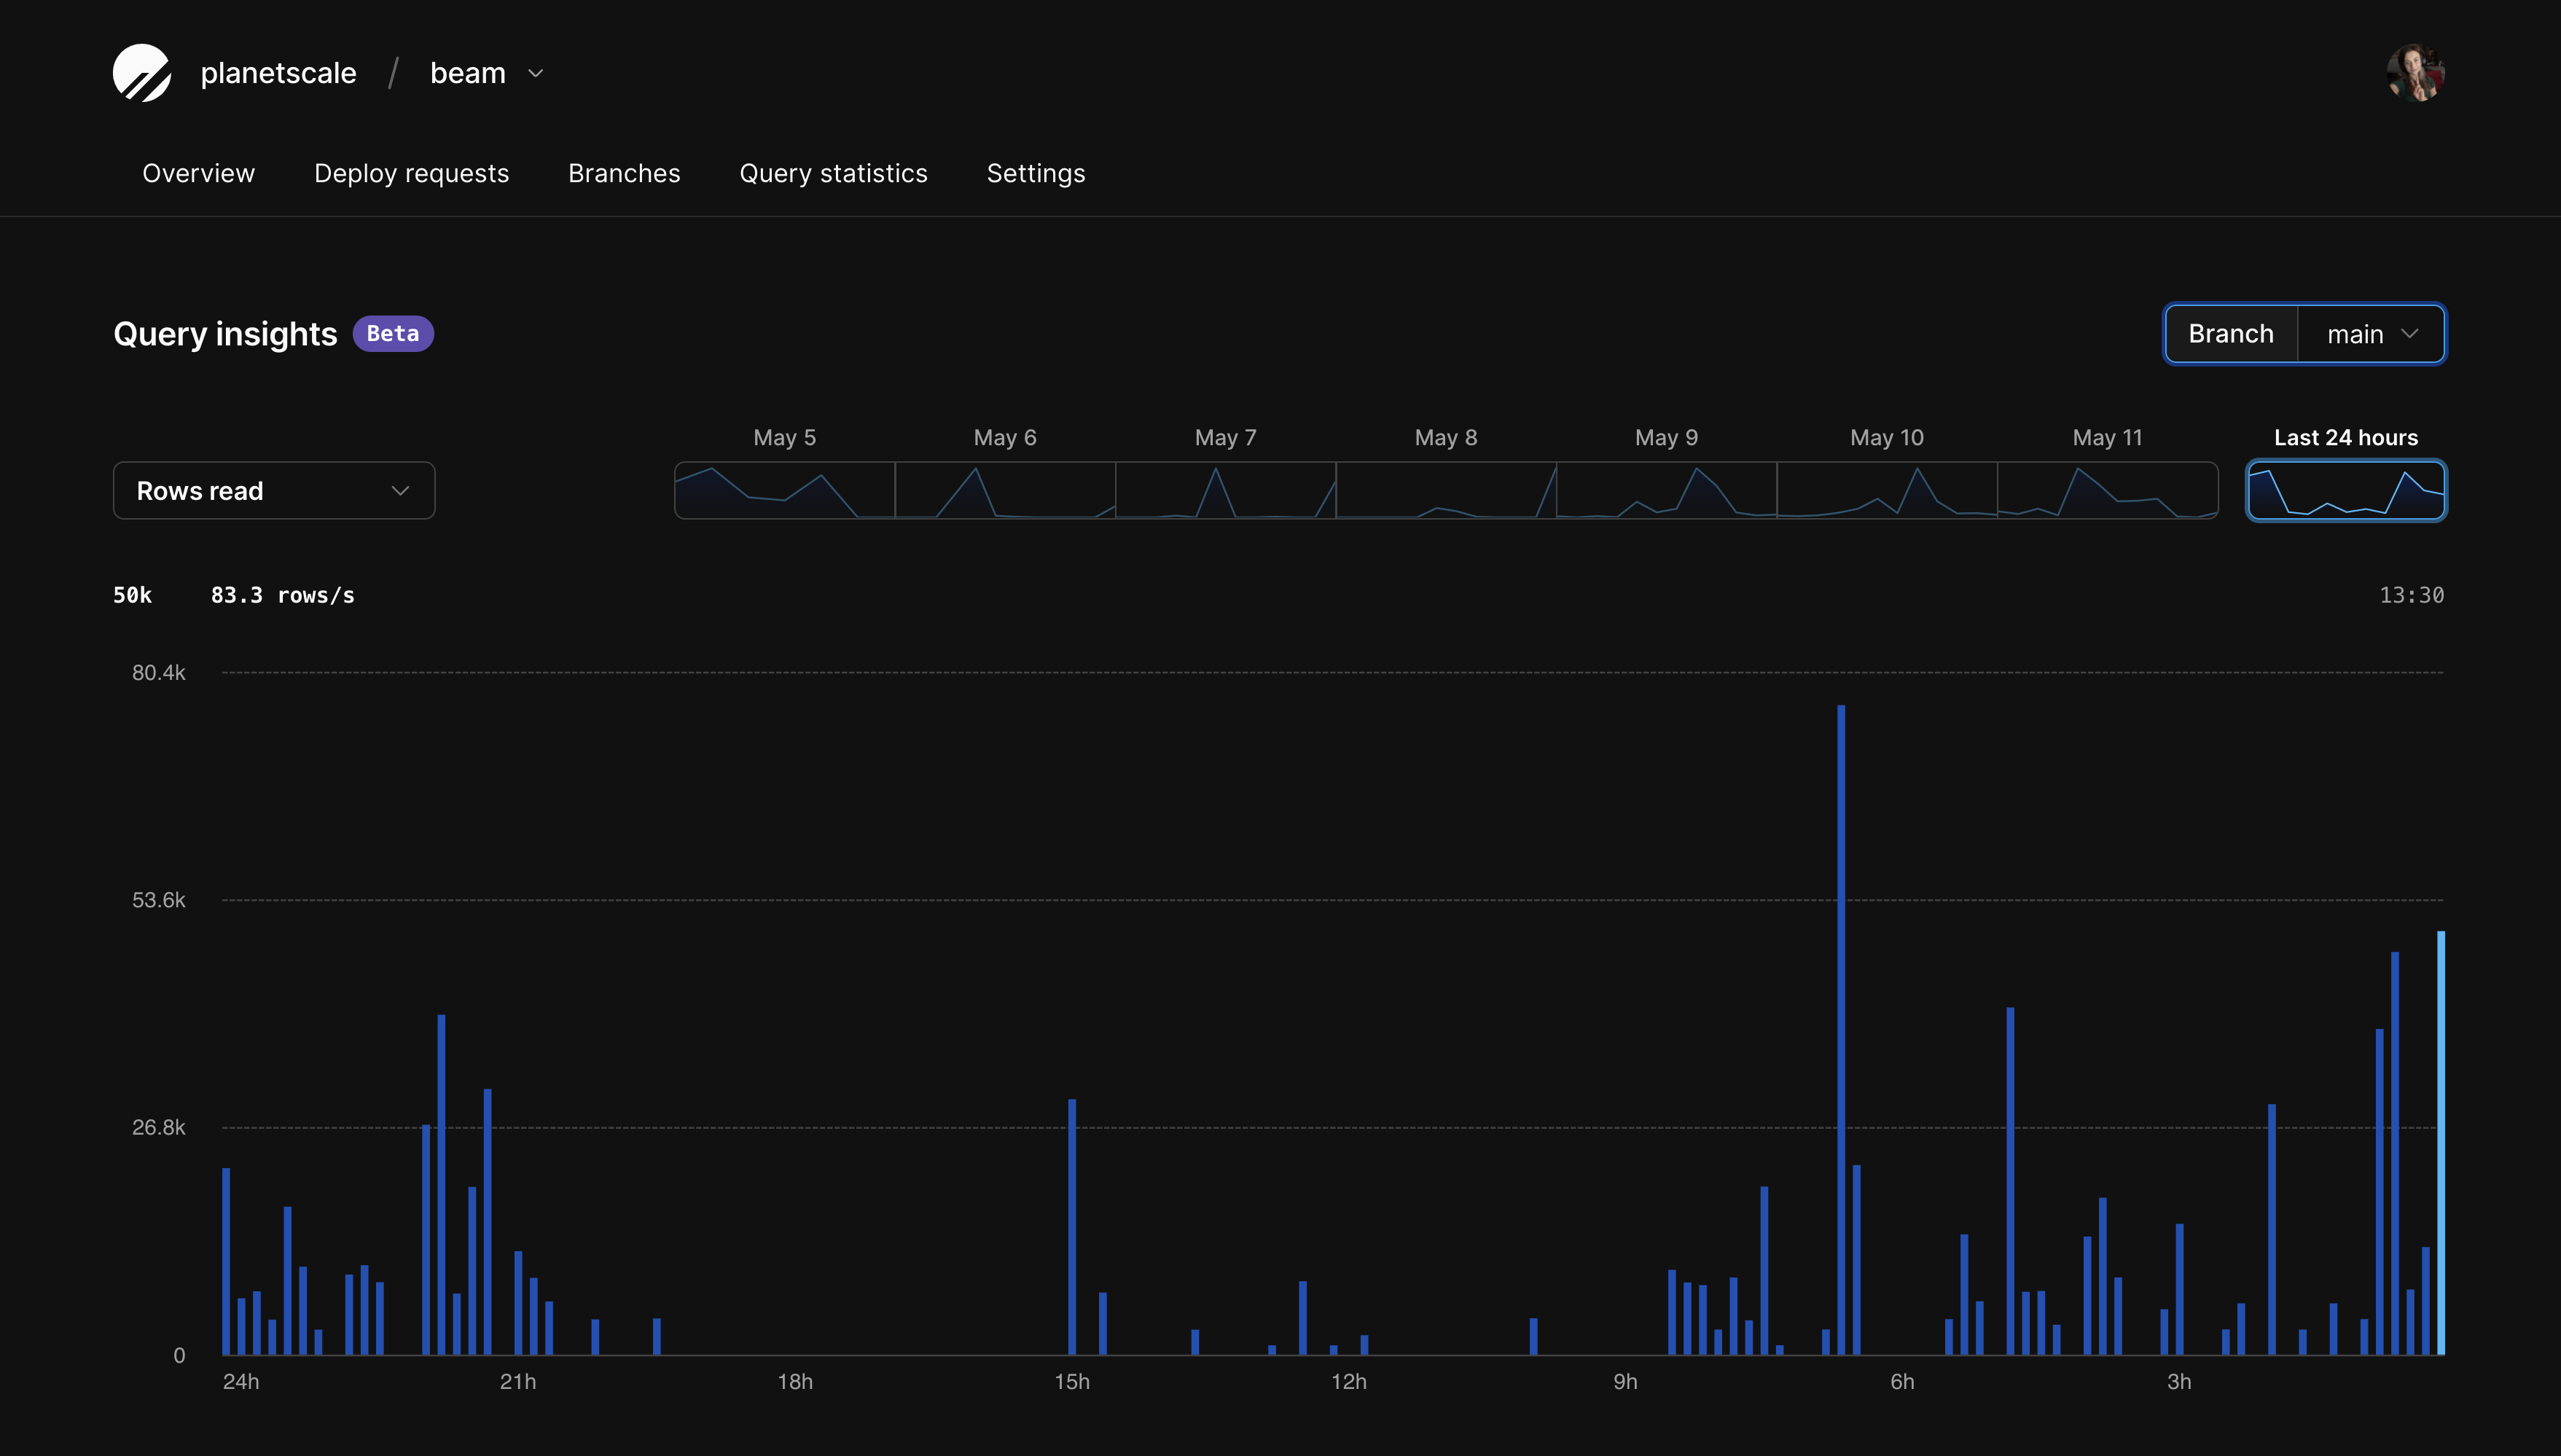 planetscale / beam
Overview Deploy requests Branches Query statistics Settings
Query insights Beta
Branch main
May 5 May 6 May 7 May 8 May 9 May 10 May 11 Last 24 hours
Rows read
50k 83.3 rows/s 13:30
80.4k
53.6k
26.8k
0
24h 21h 18h 15h 12h 9h 6h 3h